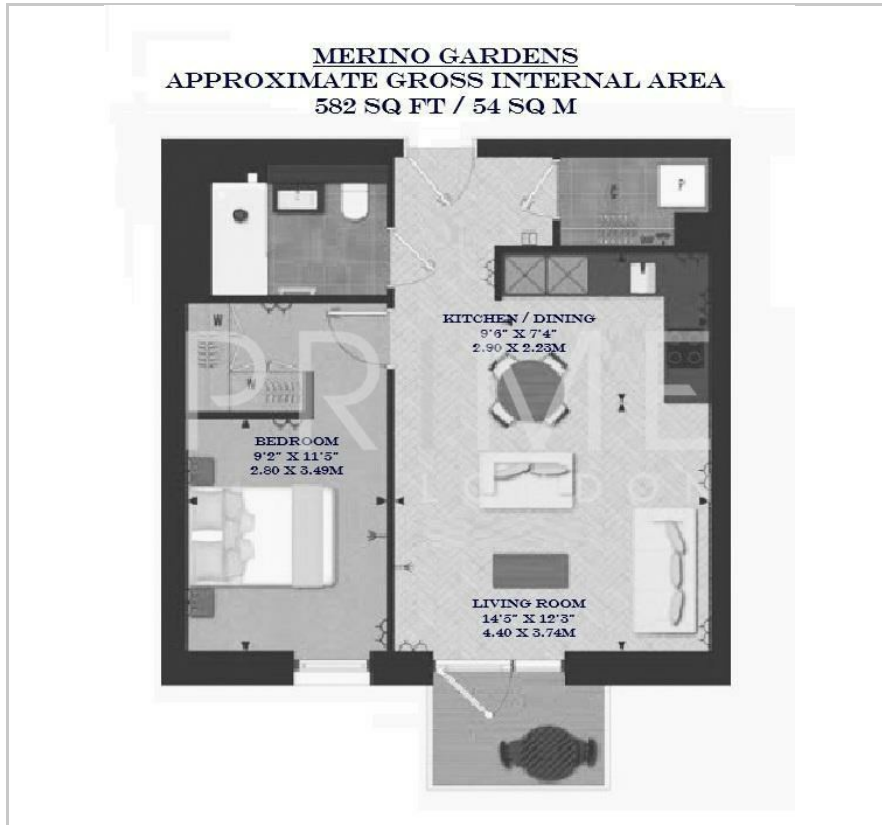 MERINO GARDENS
APPROXIMATE GROSS INTERNAL AREA
582 SQ FT / 54 SQ M
P
C
KITCHEN / DINING
9'6" X 7'4"
2.90 X 2.23M
W
W
PRIME
LONDON
BEDROOM
9'2" X 11'5"
2.80 X 3.49M
LIVING ROOM
14'5" X 12'3"
4.40 X 3.74M